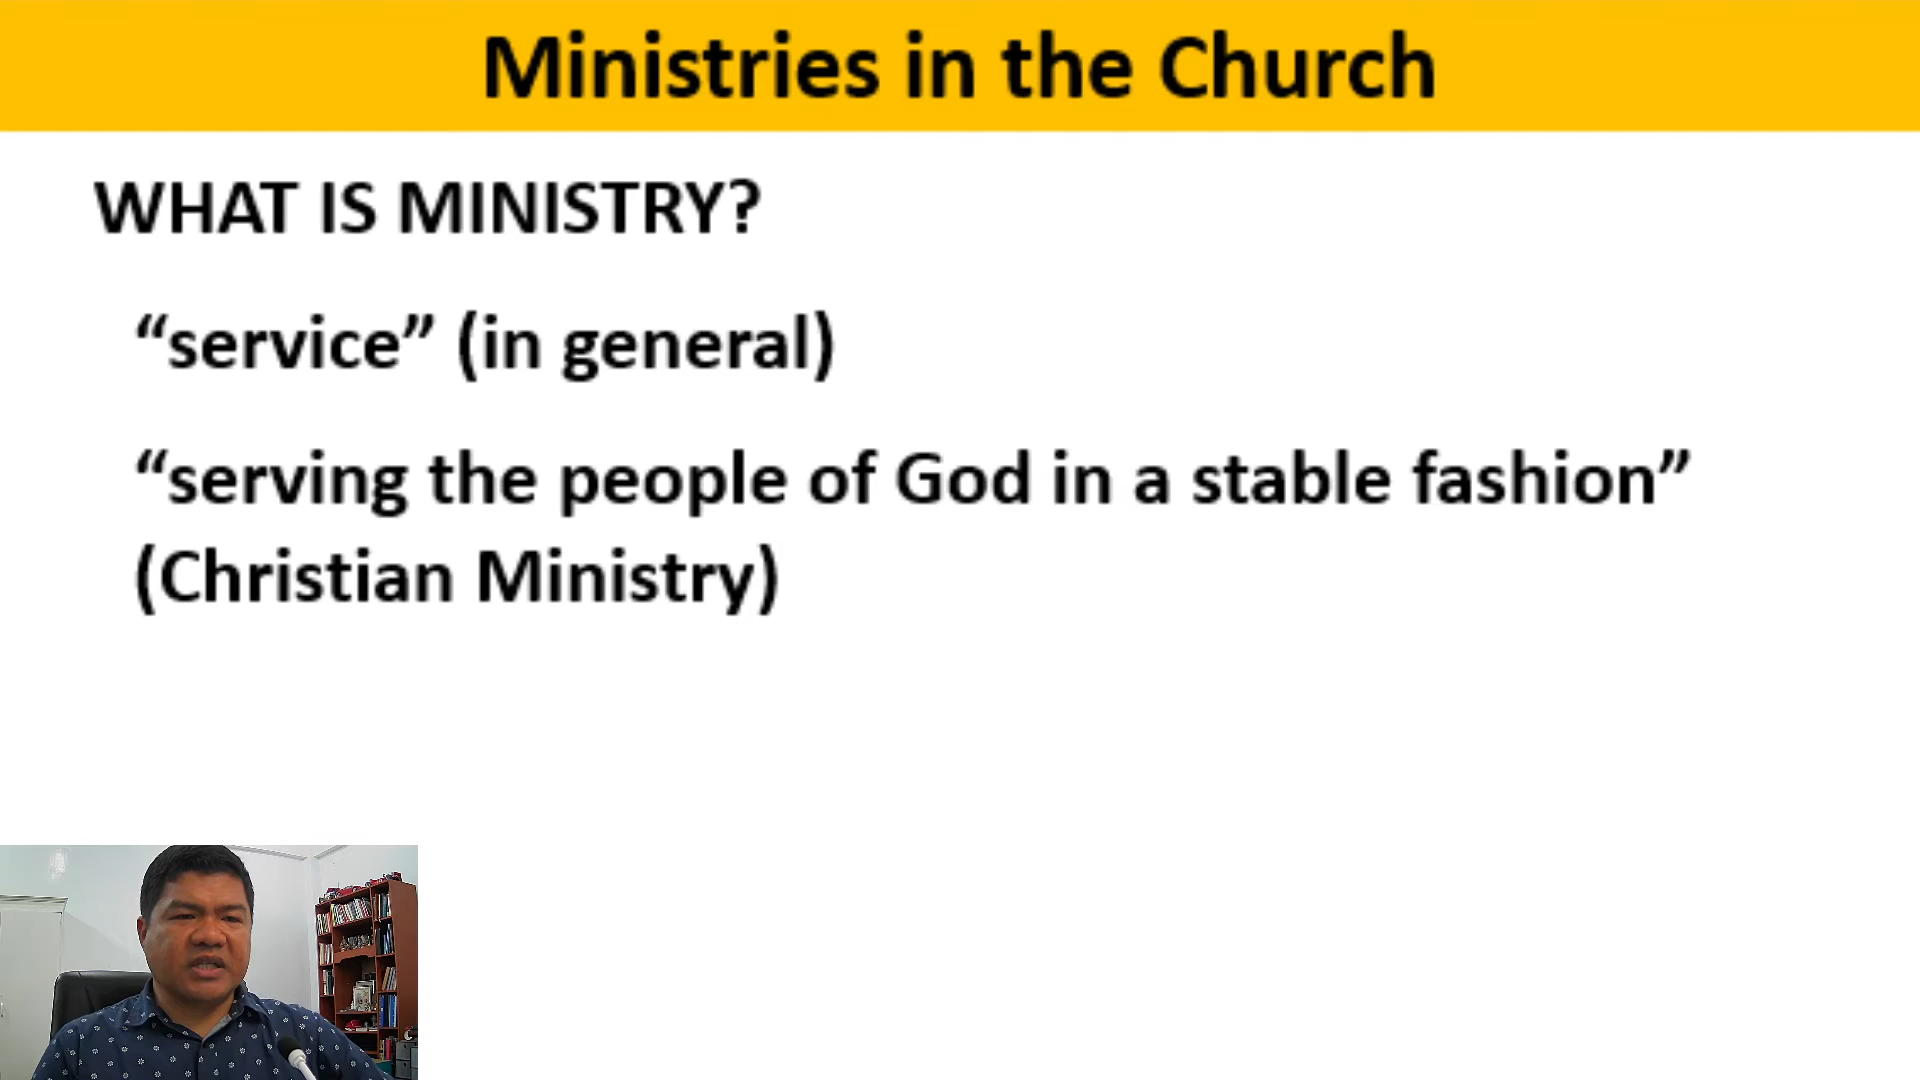 Ministries in the Church
WHAT IS MINISTRY?
“service” (in general)
“serving the people of God in a stable fashion”
(Christian Ministry)